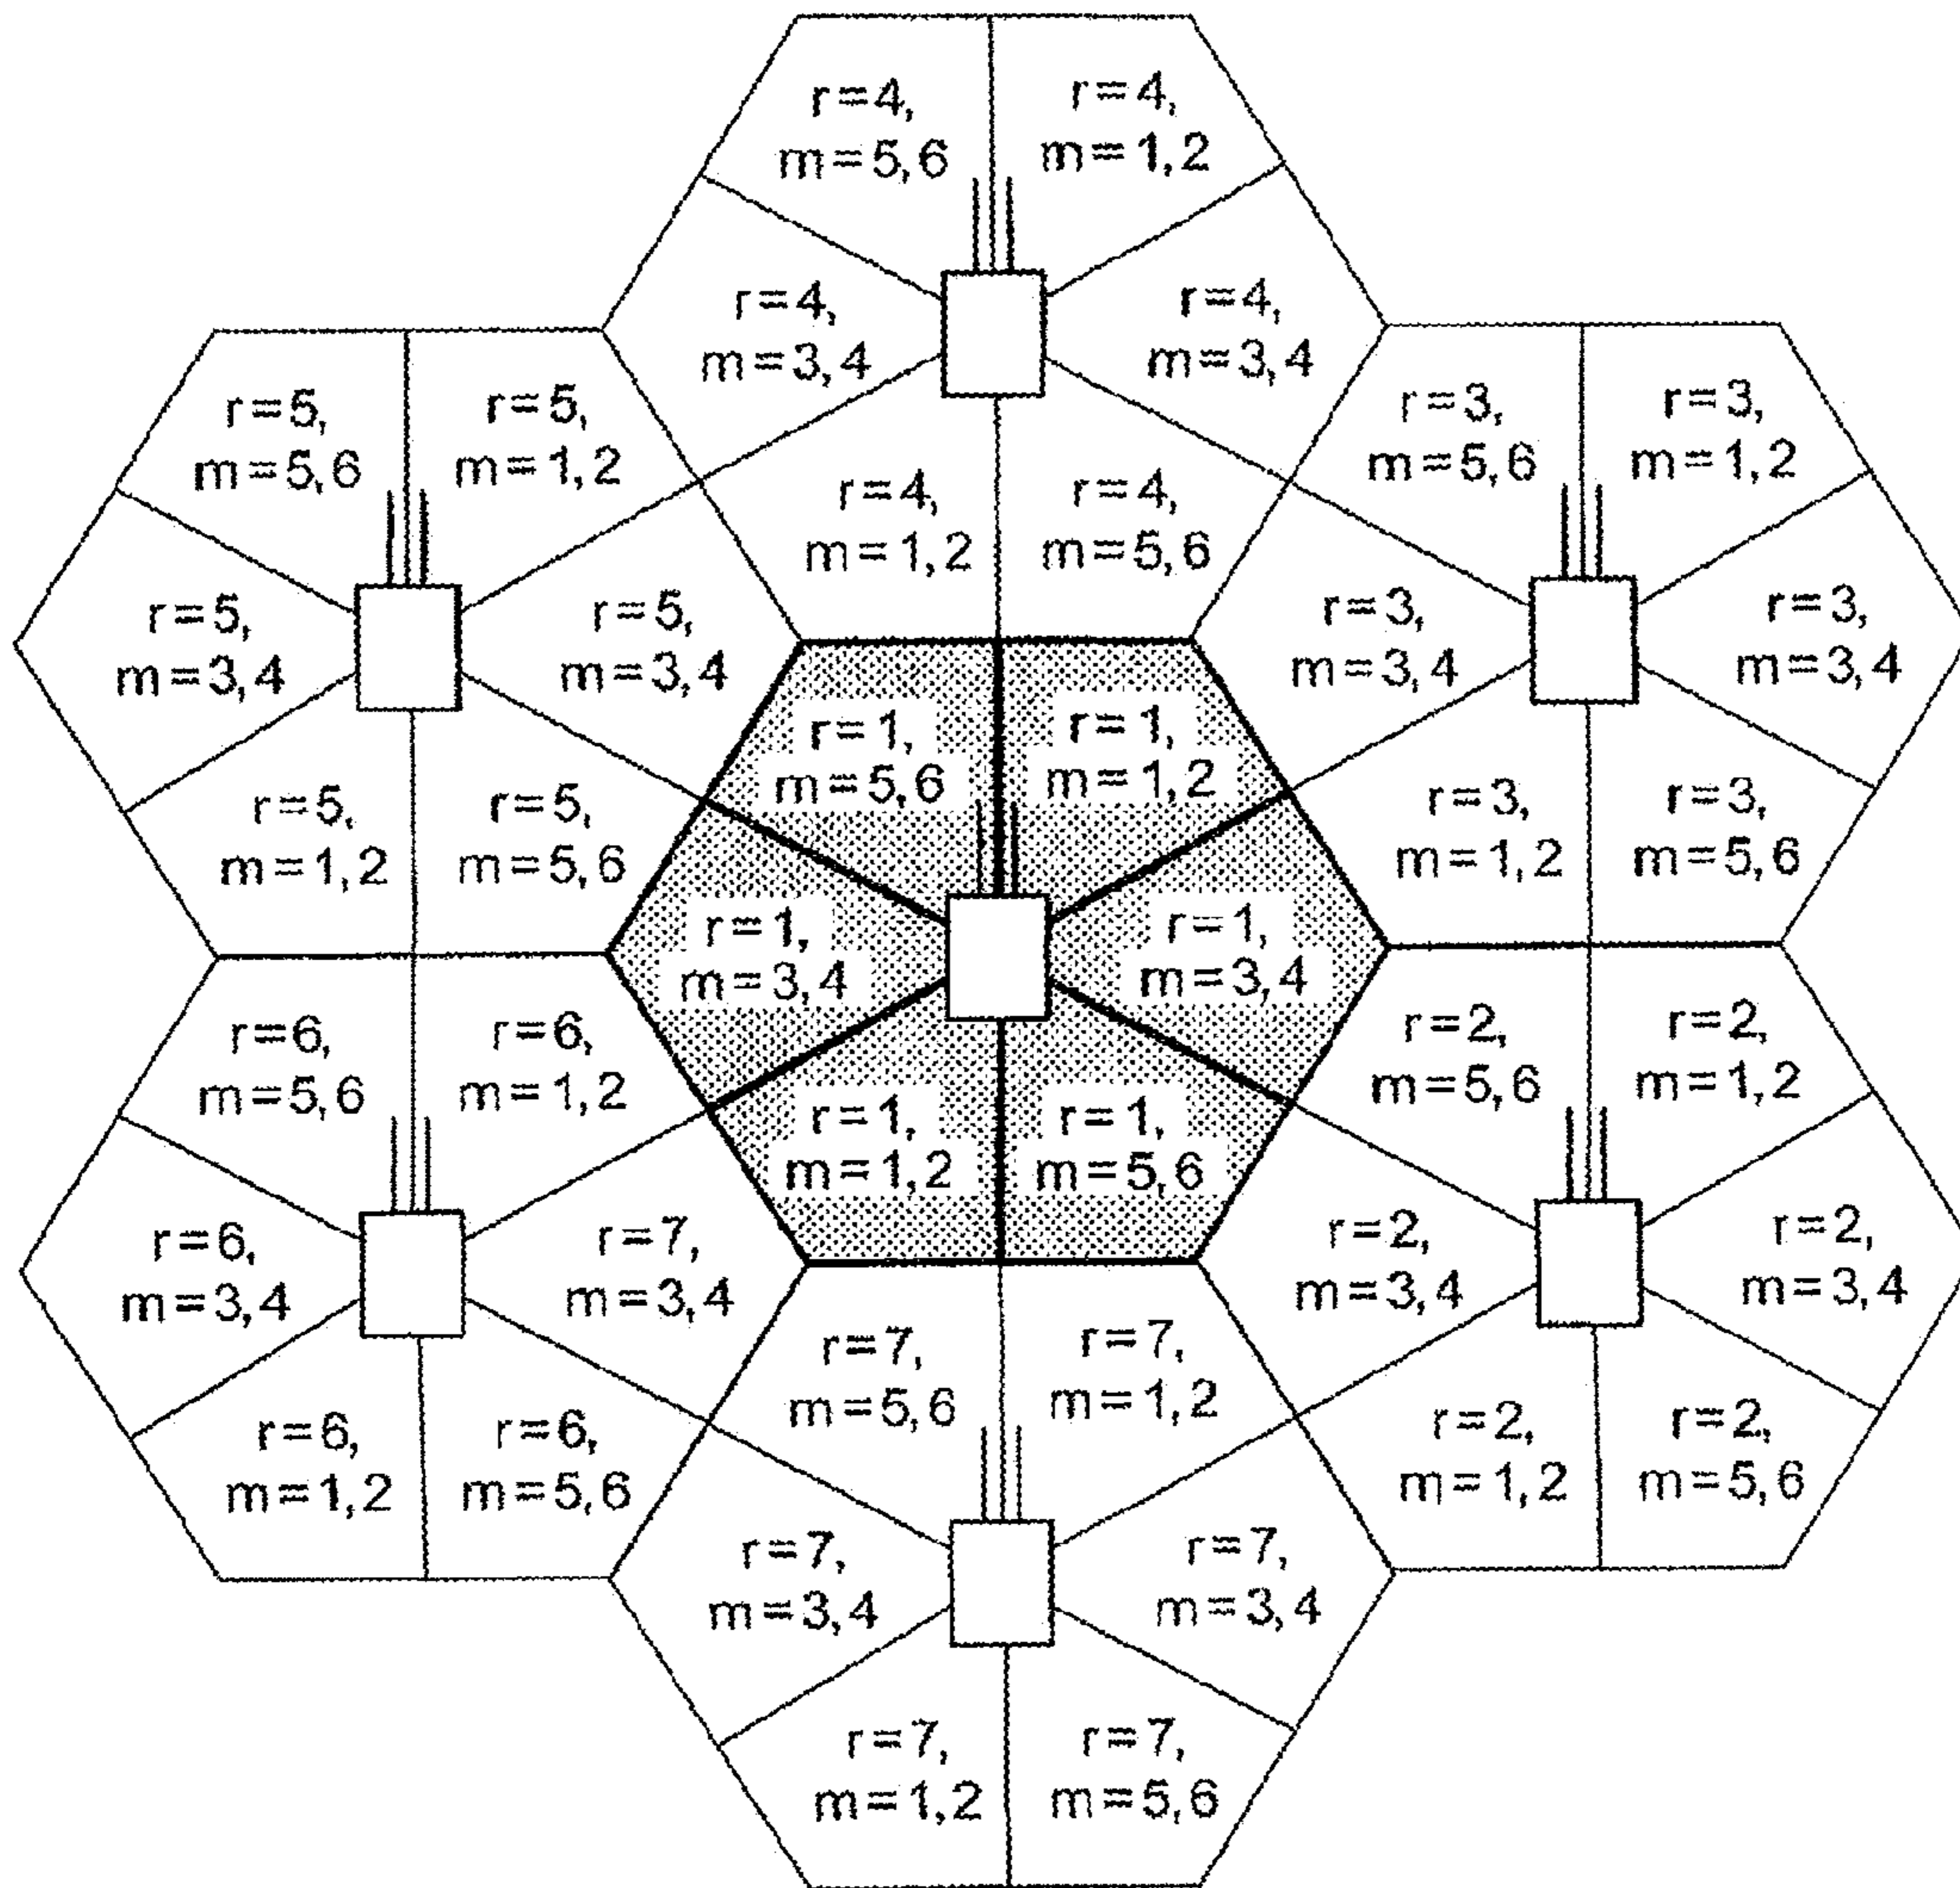 r=4,
m=5,6
r=4,
m=1,2
r=4,
m=3,4
r=4,
m=3,4
r=4,
m=1,2
r=4,
m=5,6
r=5,
m=5,6
r=5,
m=1,2
r=5,
m=3,4
r=5,
m=3,4
r=5,
m=1,2
r=5,
m=5,6
r=3,
m=5,6
r=3,
m=1,2
r=3,
m=3,4
r=3,
m=3,4
r=3,
m=1,2
r=3,
m=5,6
r=1,
m=5,6
r=1,
m=1,2
r=1,
m=3,4
r=1,
m=3,4
r=1,
m=1,2
r=1,
m=5,6
r=6,
m=5,6
r=6,
m=1,2
r=6,
m=3,4
r=7,
m=3,4
r=6,
m=1,2
r=6,
m=5,6
r=2,
m=5,6
r=2,
m=1,2
r=2,
m=3,4
r=2,
m=3,4
r=2,
m=1,2
r=2,
m=5,6
r=7,
m=5,6
r=7,
m=1,2
r=7,
m=3,4
r=7,
m=3,4
r=7,
m=1,2
r=7,
m=5,6